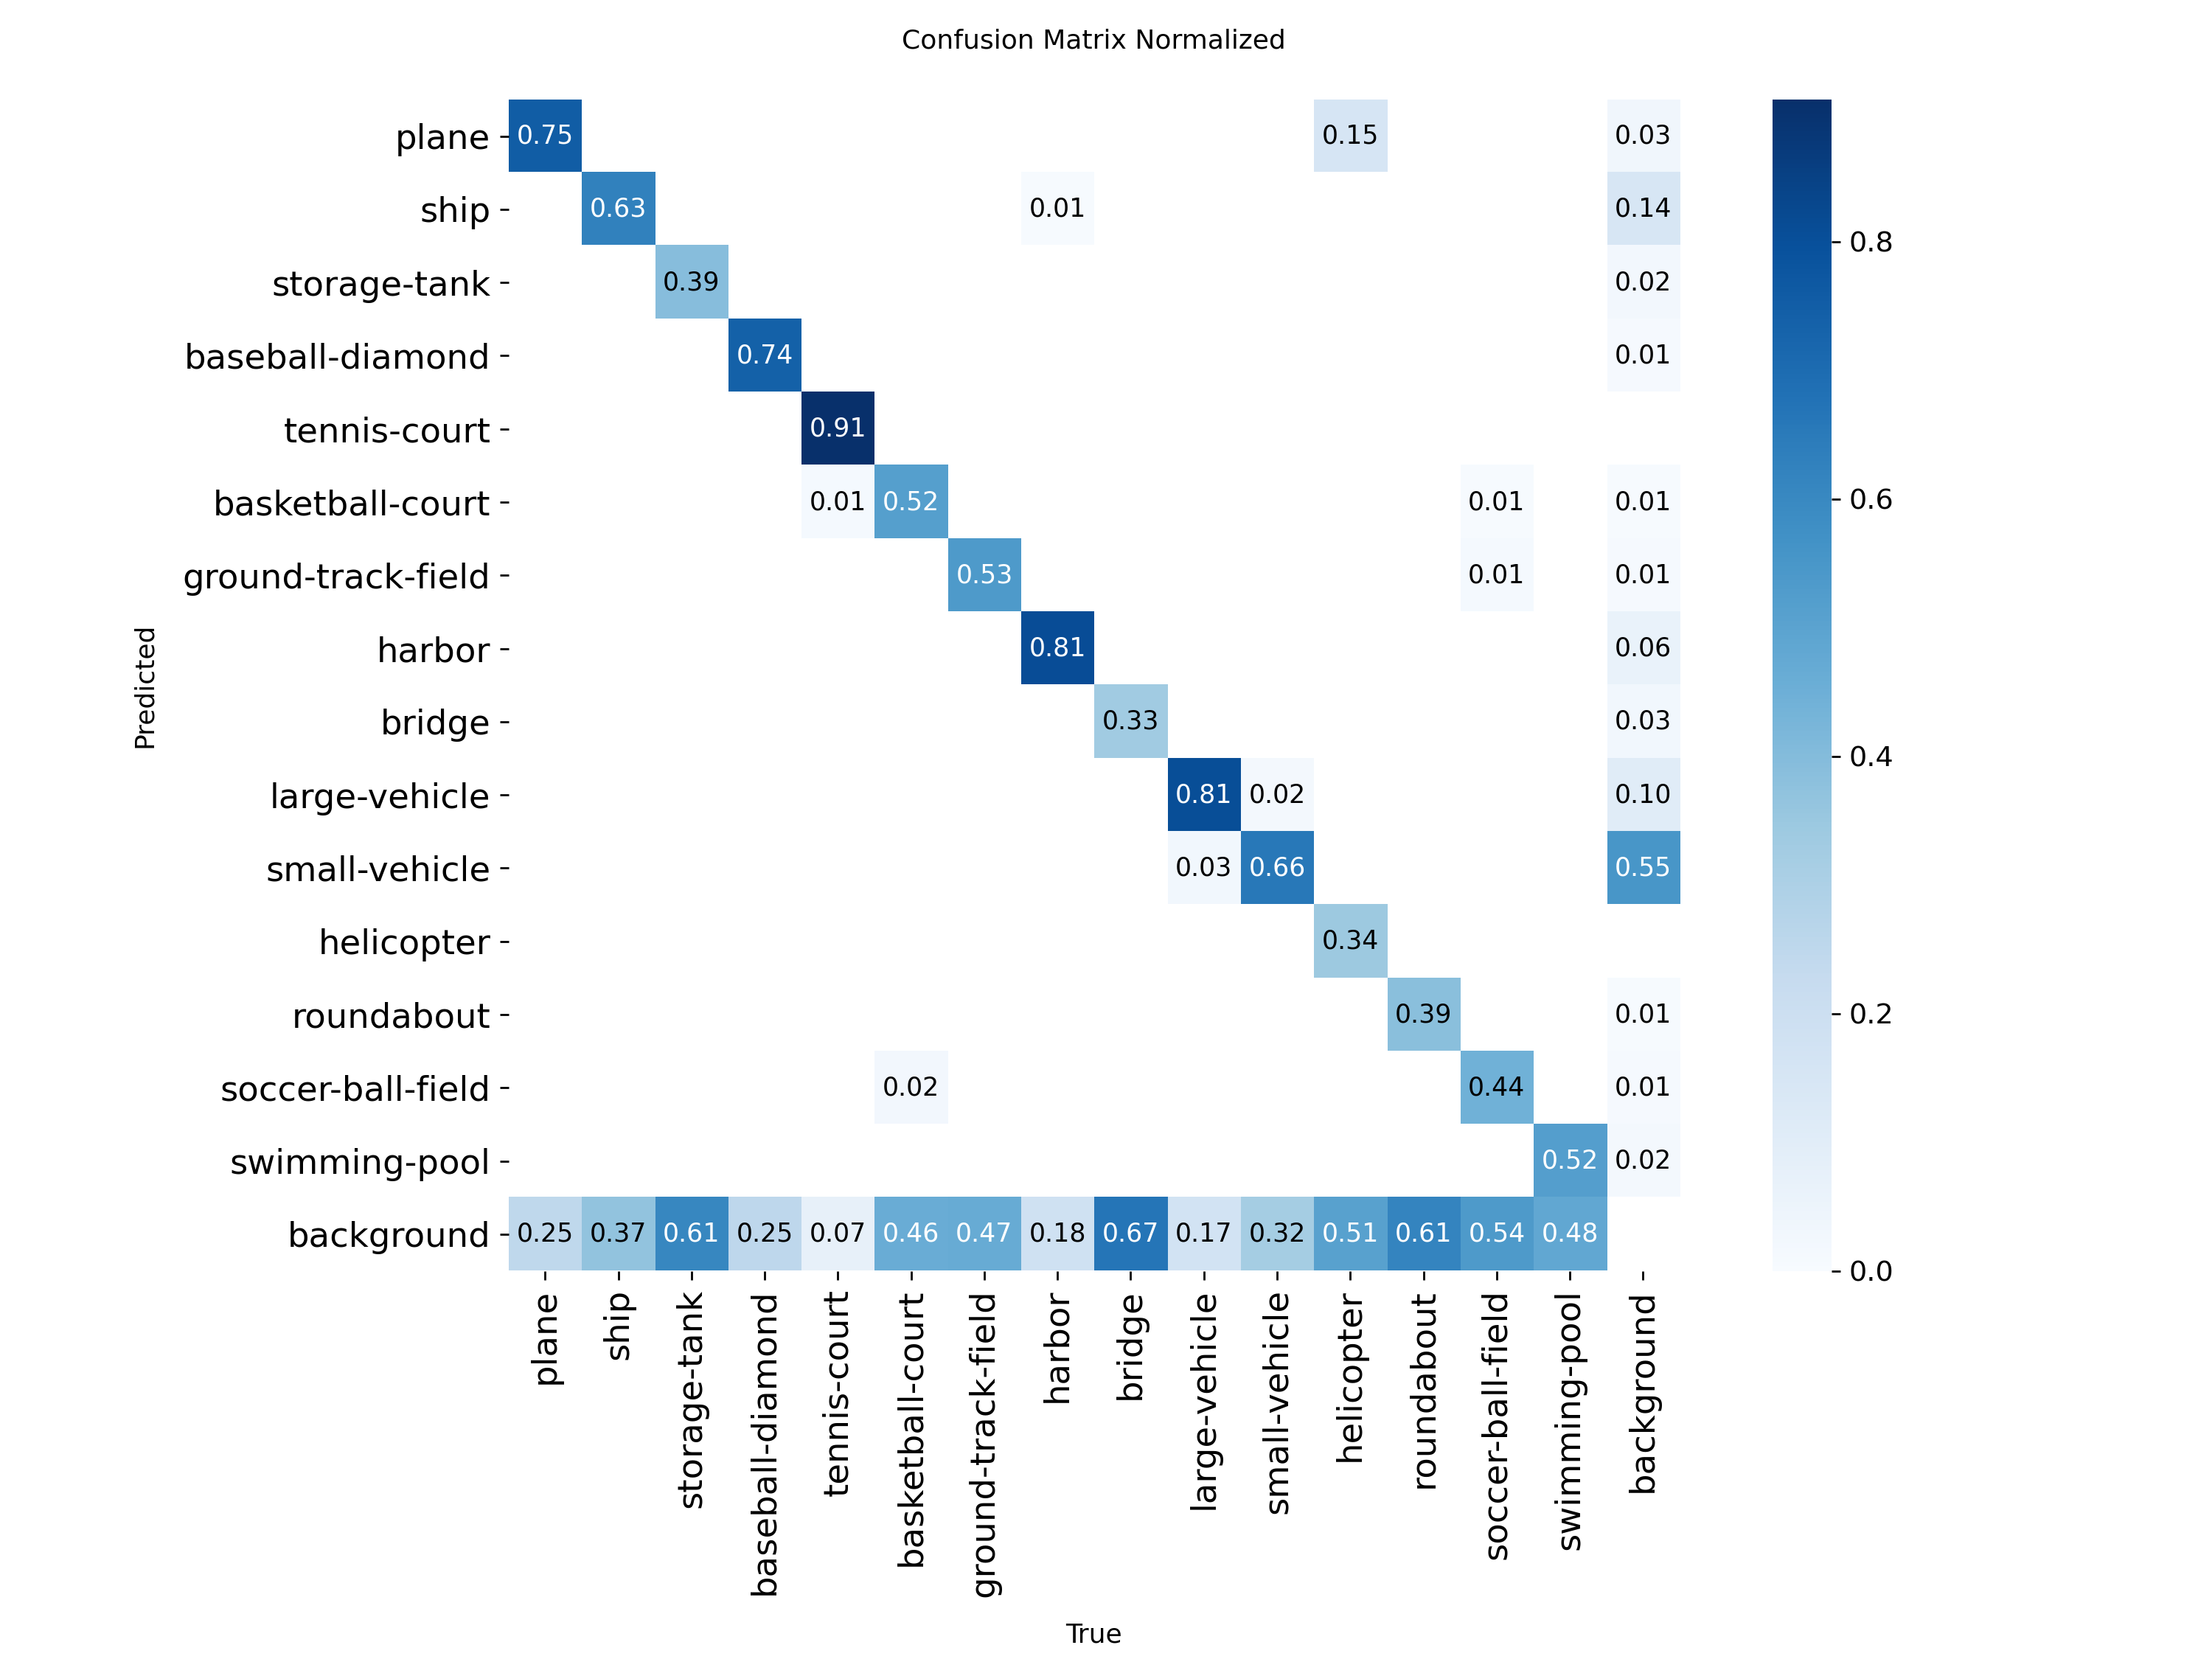 Confusion Matrix Normalized
plane 0.75 0.15 0.03
ship 0.63 0.01 0.14
storage-tank 0.39 0.02
baseball-diamond 0.74 0.01
tennis-court 0.91
basketball-court 0.01 0.52 0.01 0.01
ground-track-field 0.53 0.01 0.01
harbor 0.81 0.06
bridge 0.33 0.03
large-vehicle 0.81 0.02 0.10
small-vehicle 0.03 0.66 0.55
helicopter 0.34
roundabout 0.39 0.01
soccer-ball-field 0.02 0.44 0.01
swimming-pool 0.52 0.02
background 0.25 0.37 0.61 0.25 0.07 0.46 0.47 0.18 0.67 0.17 0.32 0.51 0.61 0.54 0.48
Predicted
plane
ship
storage-tank
baseball-diamond
tennis-court
basketball-court
ground-track-field
harbor
bridge
large-vehicle
small-vehicle
helicopter
roundabout
soccer-ball-field
swimming-pool
background
True
0.8
0.6
0.4
0.2
0.0